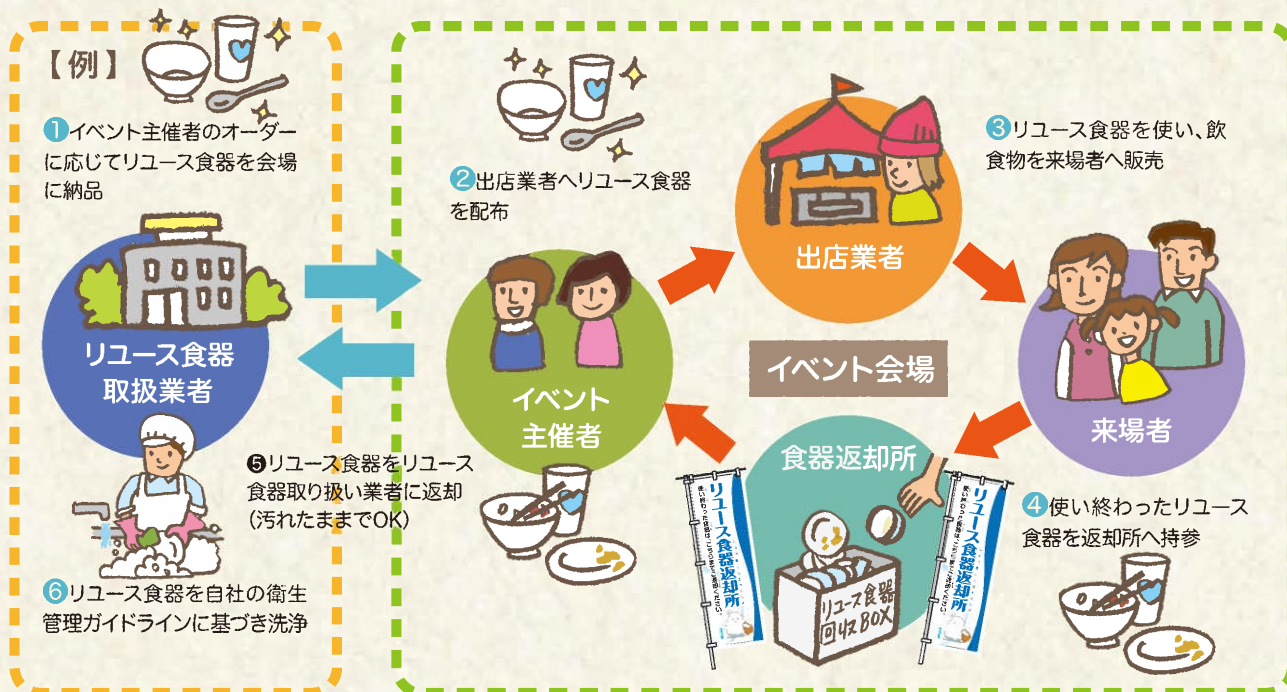 【例】
❶イベント主催者のオーダー
に応じてリユース食器を会場
に納品
リユース食器
取扱業者
❷出店業者へリユース食器
を配布
出店業者
❸リユース食器を使い、飲
食物を来場者へ販売
イベント
主催者
イベント会場
来場者
食器返却所
リユース食器返却所
リユース食器
回収BOX
リユース食器返却所
❹使い終わったリユース
食器を返却所へ持参
❺リユース食器をリユース
食器取り扱い業者に返却
(汚れたままでOK)
❻リユース食器を自社の衛生
管理ガイドラインに基づき洗浄